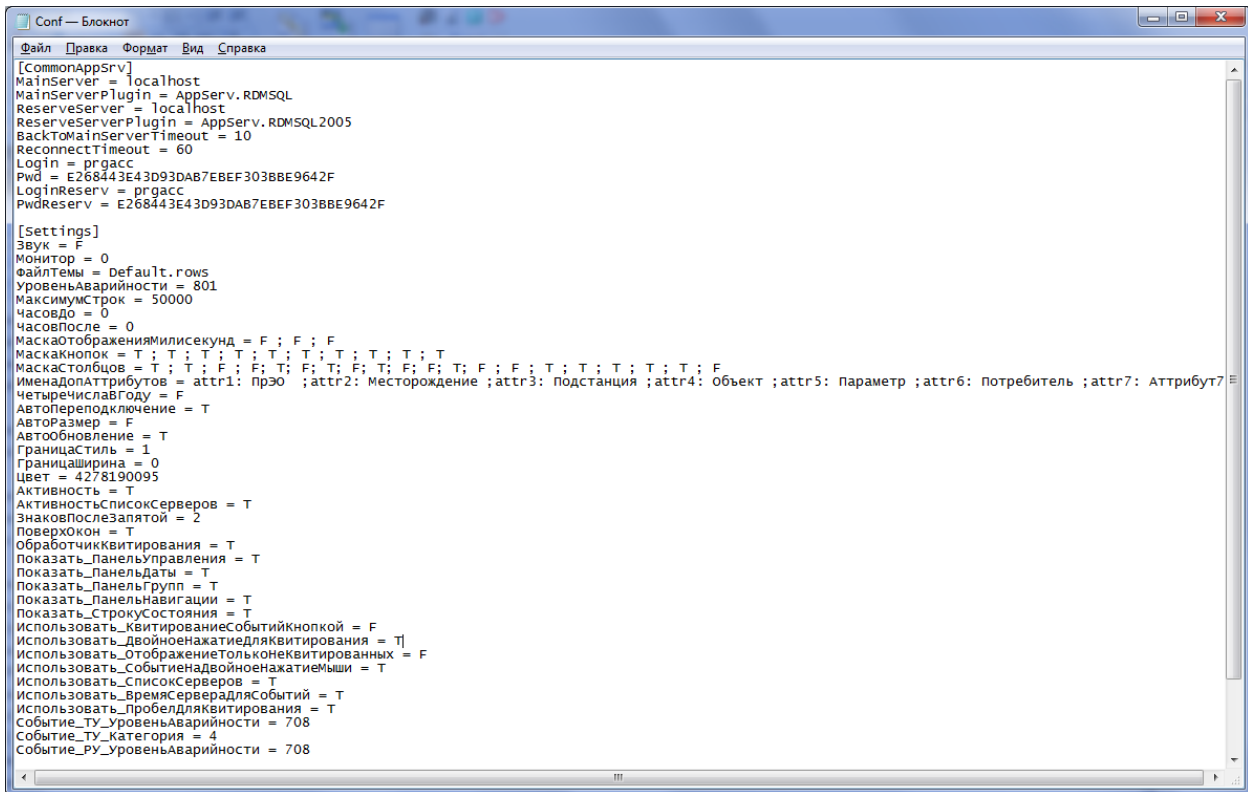 Conf — Блокнот
Файл Правка Формат Вид Справка
[CommonAppSrv]
MainServer = localhost
MainServerPlugin = AppServ.RDMSQL
ReserveServer = localhost
ReserveServerPlugin = AppServ.RDMSQL2005
BackToMainServerTimeout = 10
ReconnectTimeout = 60
Login = prgacc
Pwd = E268443E43D93DAB7EBEF303BBE9642F
LoginReserv = prgacc
PwdReserv = E268443E43D93DAB7EBEF303BBE9642F
[Settings]
Звук = F
Монитор = 0
ФайлТемы = Default.rows
УровеньАварийности = 801
МаксимумСтрок = 50000
ЧасовДо = 0
ЧасовПосле = 0
МаскаОтображенияМилисекунд = F ; F ; F
МаскаКнопок = T ; T ; T ; T ; T ; T ; T ; T ; T ; T
МаскаСтолбцов = T ; T ; F ; F; T; F; T; F; T; F; F; T; F ; F ; T ; T ; T ; T ; T ; F
ИменаДопАттрибутов = attr1: ПрЭО  ;attr2: Месторождение ;attr3: Подстанция ;attr4: Объект ;attr5: Параметр ;attr6: Потребитель ;attr7: Аттрибут7
ЧетыреЧислаВГоду = F
АвтоПереподключение = T
АвтоРазмер = F
АвтоОбновление = T
ГраницаСтиль = 1
ГраницаШирина = 0
Цвет = 4278190095
Активность = T
АктивностьСписокСерверов = T
ЗнаковПослеЗапятой = 2
ПоверхОкон = T
ОбработчикКвитирования = T
Показать_ПанельУправления = T
Показать_ПанельДаты = T
Показать_ПанельГрупп = T
Показать_ПанельНавигации = T
Показать_СтрокуСостояния = T
Использовать_КвитированиеСобытийКнопкой = F
Использовать_ДвойноеНажатиеДляКвитирования = T
Использовать_ОтображениеТолькоНеКвитированных = F
Использовать_СобытиеНаДвойноеНажатиеМыши = T
Использовать_СписокСерверов = T
Использовать_ВремяСервераДляСобытий = T
Использовать_ПробелДляКвитирования = T
Событие_ТУ_УровеньАварийности = 708
Событие_ТУ_Категория = 4
Событие_РУ_УровеньАварийности = 708